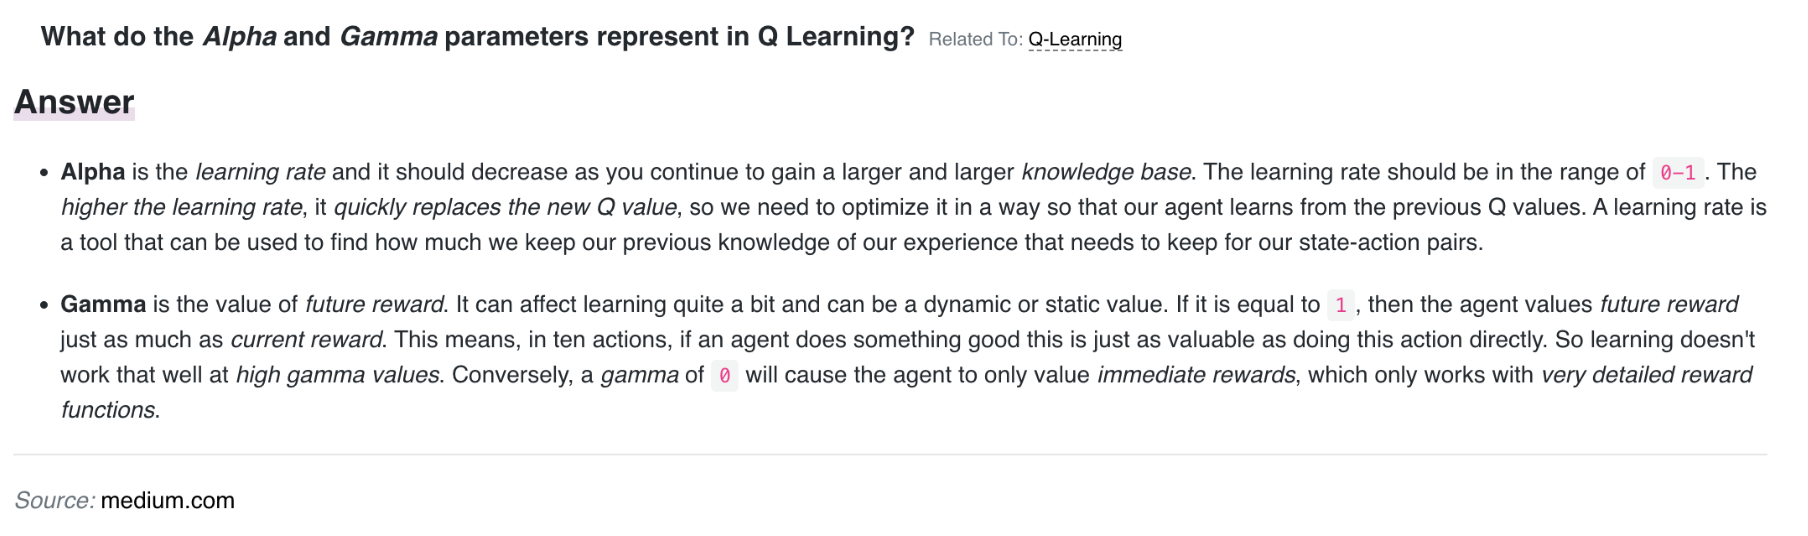 What do the Alpha and Gamma parameters represent in Q Learning? Related To: Q-Learning
Answer
• Alpha is the learning rate and it should decrease as you continue to gain a larger and larger knowledge base. The learning rate should be in the range of 0-1. The
higher the learning rate, it quickly replaces the new Q value, so we need to optimize it in a way so that our agent learns from the previous Q values. A learning rate is
a tool that can be used to find how much we keep our previous knowledge of our experience that needs to keep for our state-action pairs.
• Gamma is the value of future reward. It can affect learning quite a bit and can be a dynamic or static value. If it is equal to 1, then the agent values future reward
just as much as current reward. This means, in ten actions, if an agent does something good this is just as valuable as doing this action directly. So learning doesn't
work that well at high gamma values. Conversely, a gamma of 0 will cause the agent to only value immediate rewards, which only works with very detailed reward
functions.
Source: medium.com